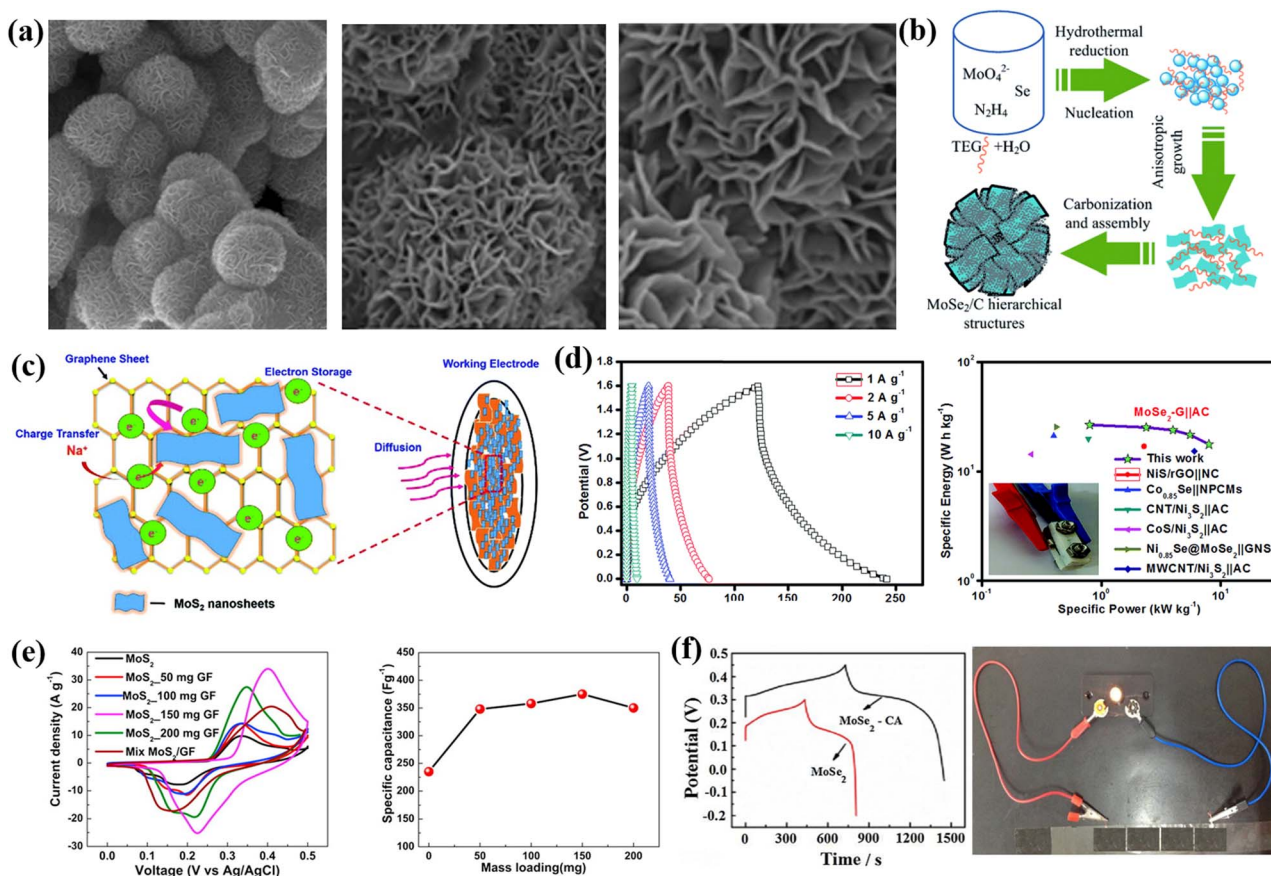 (a)
(b)
MoO₄²⁻
Se
N₂H₄
TEG +H₂O
Hydrothermal
reduction
Nucleation
Anisotropic
growth
Carbonization
and assembly
MoSe₂/C hierarchical
structures
(c)
Graphene Sheet
Electron Storage
Charge Transfer
Na⁺
e⁻
e⁻
e⁻
e⁻
e⁻
e⁻
e⁻
e⁻
MoS₂ nanosheets
Working Electrode
Diffusion
(d)
Potential (V)
1.8
1.6
1.4
1.2
1.0
0.8
0.6
0.4
0.2
0.0
0 50 100 150 200 250
1 A g⁻¹
2 A g⁻¹
5 A g⁻¹
10 A g⁻¹
Specific Energy (W h kg⁻¹)
10²
10¹
10⁰
10⁻¹ 10⁰ 10¹
Specific Power (kW kg⁻¹)
MoSe₂-G||AC
This work
NiS/rGO||NC
Co₀.₈₅Se||NPCMs
CNT/Ni₃S₂||AC
CoS/Ni₃S₂||AC
Ni₀.₈₅Se@MoSe₂||GNS
MWCNT/Ni₃S₂||AC
(e)
Current density (A g⁻¹)
40
30
20
10
0
-10
-20
-30
0.0 0.1 0.2 0.3 0.4 0.5
Voltage (V vs Ag/AgCl)
MoS₂
MoS₂_50 mg GF
MoS₂_100 mg GF
MoS₂_150 mg GF
MoS₂_200 mg GF
Mix MoS₂/GF
Specific capacitance (Fg⁻¹)
450
400
350
300
250
200
150
100
0 50 100 150 200
Mass loading(mg)
(f)
Potential (V)
0.5
0.4
0.3
0.2
0.1
0.0
-0.1
-0.2
0 300 600 900 1200 1500
Time / s
MoSe₂ - CA
MoSe₂